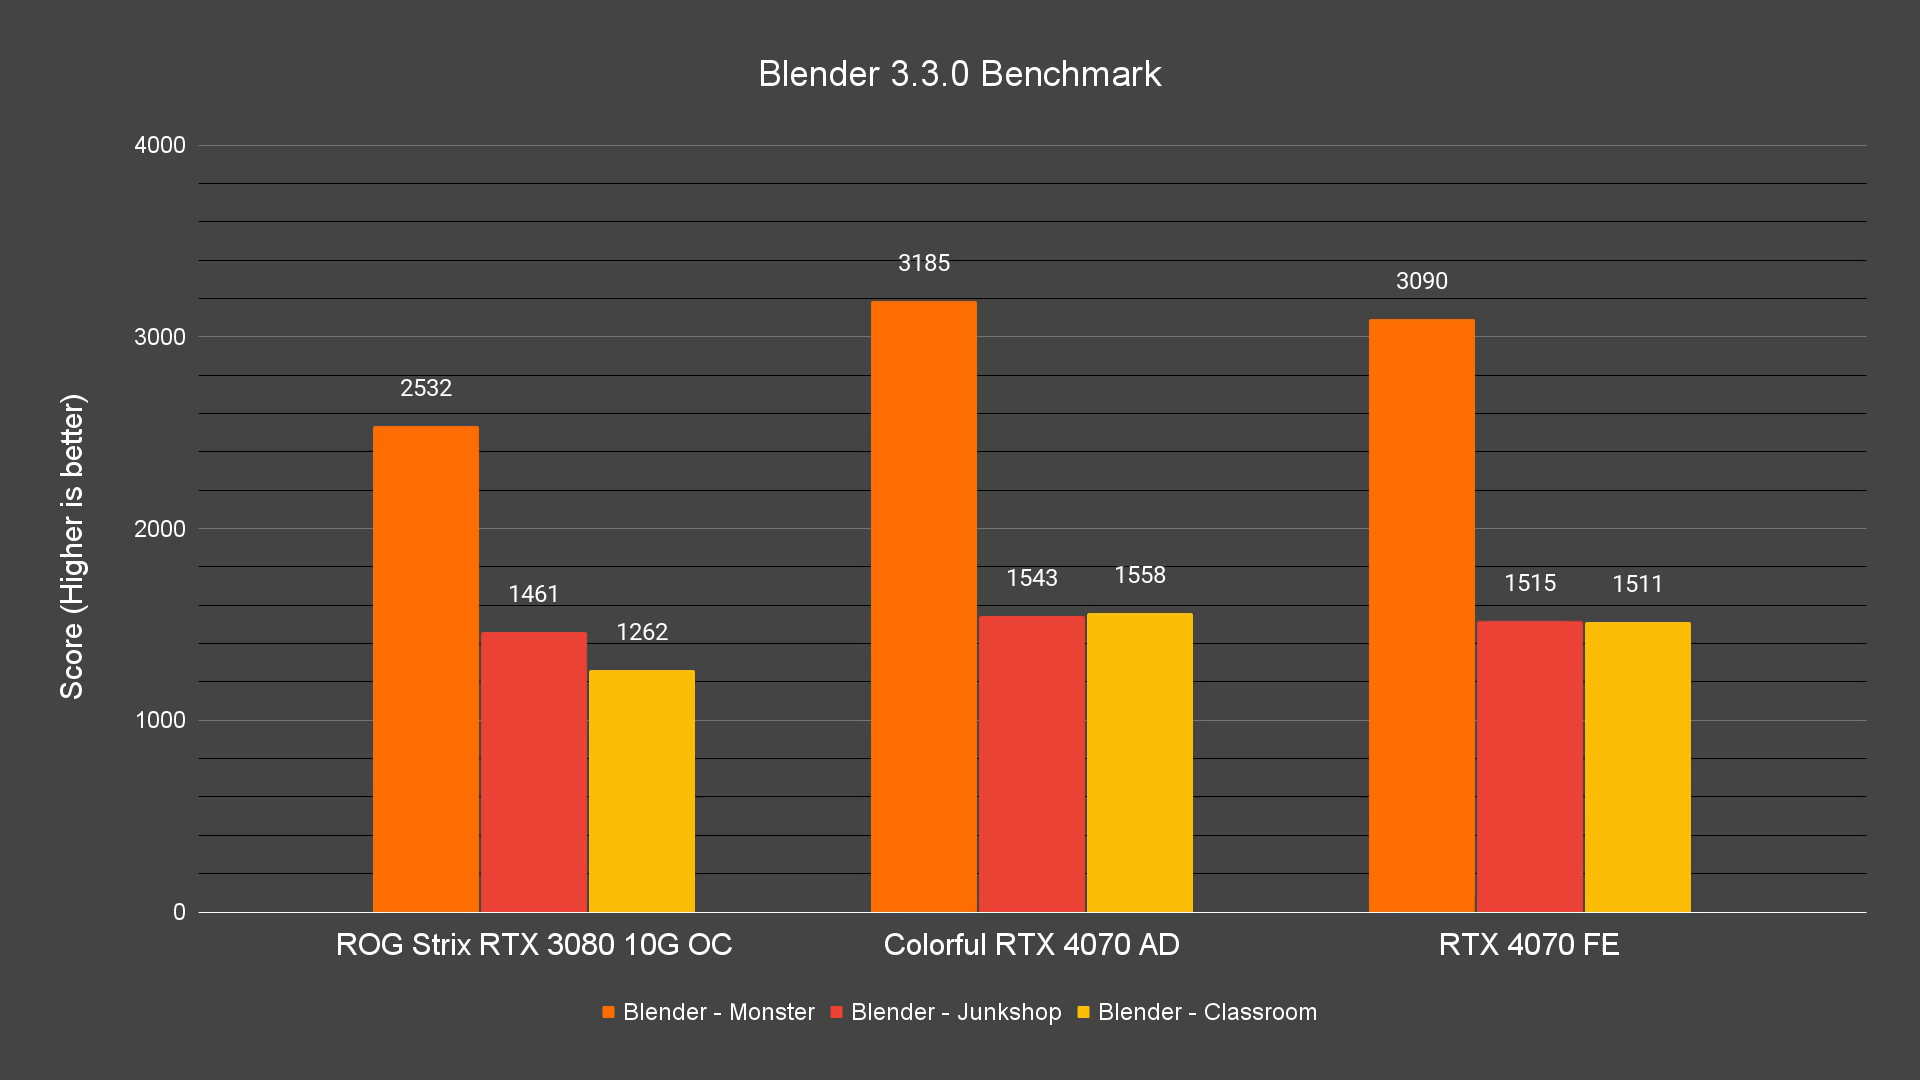 Blender 3.3.0 Benchmark
Score (Higher is better)
4000
3000
2000
1000
0
2532
1461
1262
3185
1543
1558
3090
1515
1511
ROG Strix RTX 3080 10G OC
Colorful RTX 4070 AD
RTX 4070 FE
Blender - Monster
Blender - Junkshop
Blender - Classroom